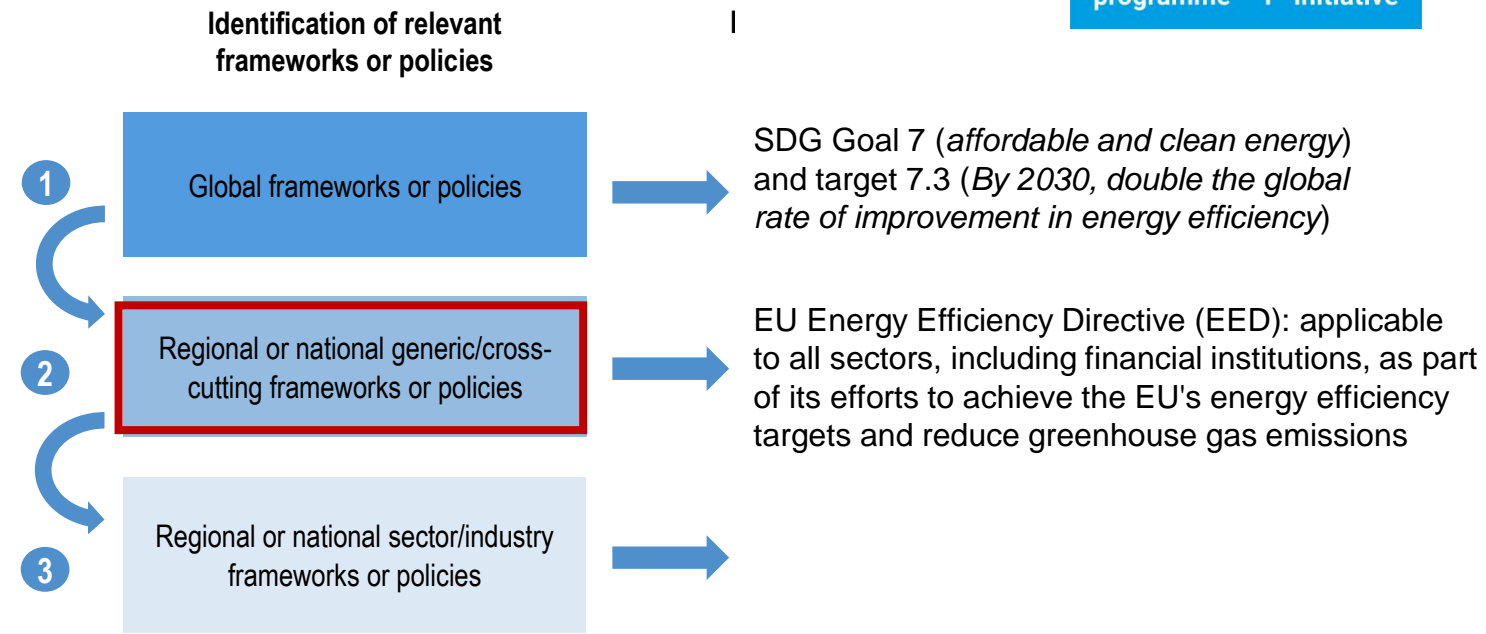 Identification of relevant
frameworks or policies
programme
initiative
1
Global frameworks or policies
SDG Goal 7 (affordable and clean energy)
and target 7.3 (By 2030, double the global
rate of improvement in energy efficiency)
2
Regional or national generic/cross-
cutting frameworks or policies
EU Energy Efficiency Directive (EED): applicable
to all sectors, including financial institutions, as part
of its efforts to achieve the EU's energy efficiency
targets and reduce greenhouse gas emissions
3
Regional or national sector/industry
frameworks or policies